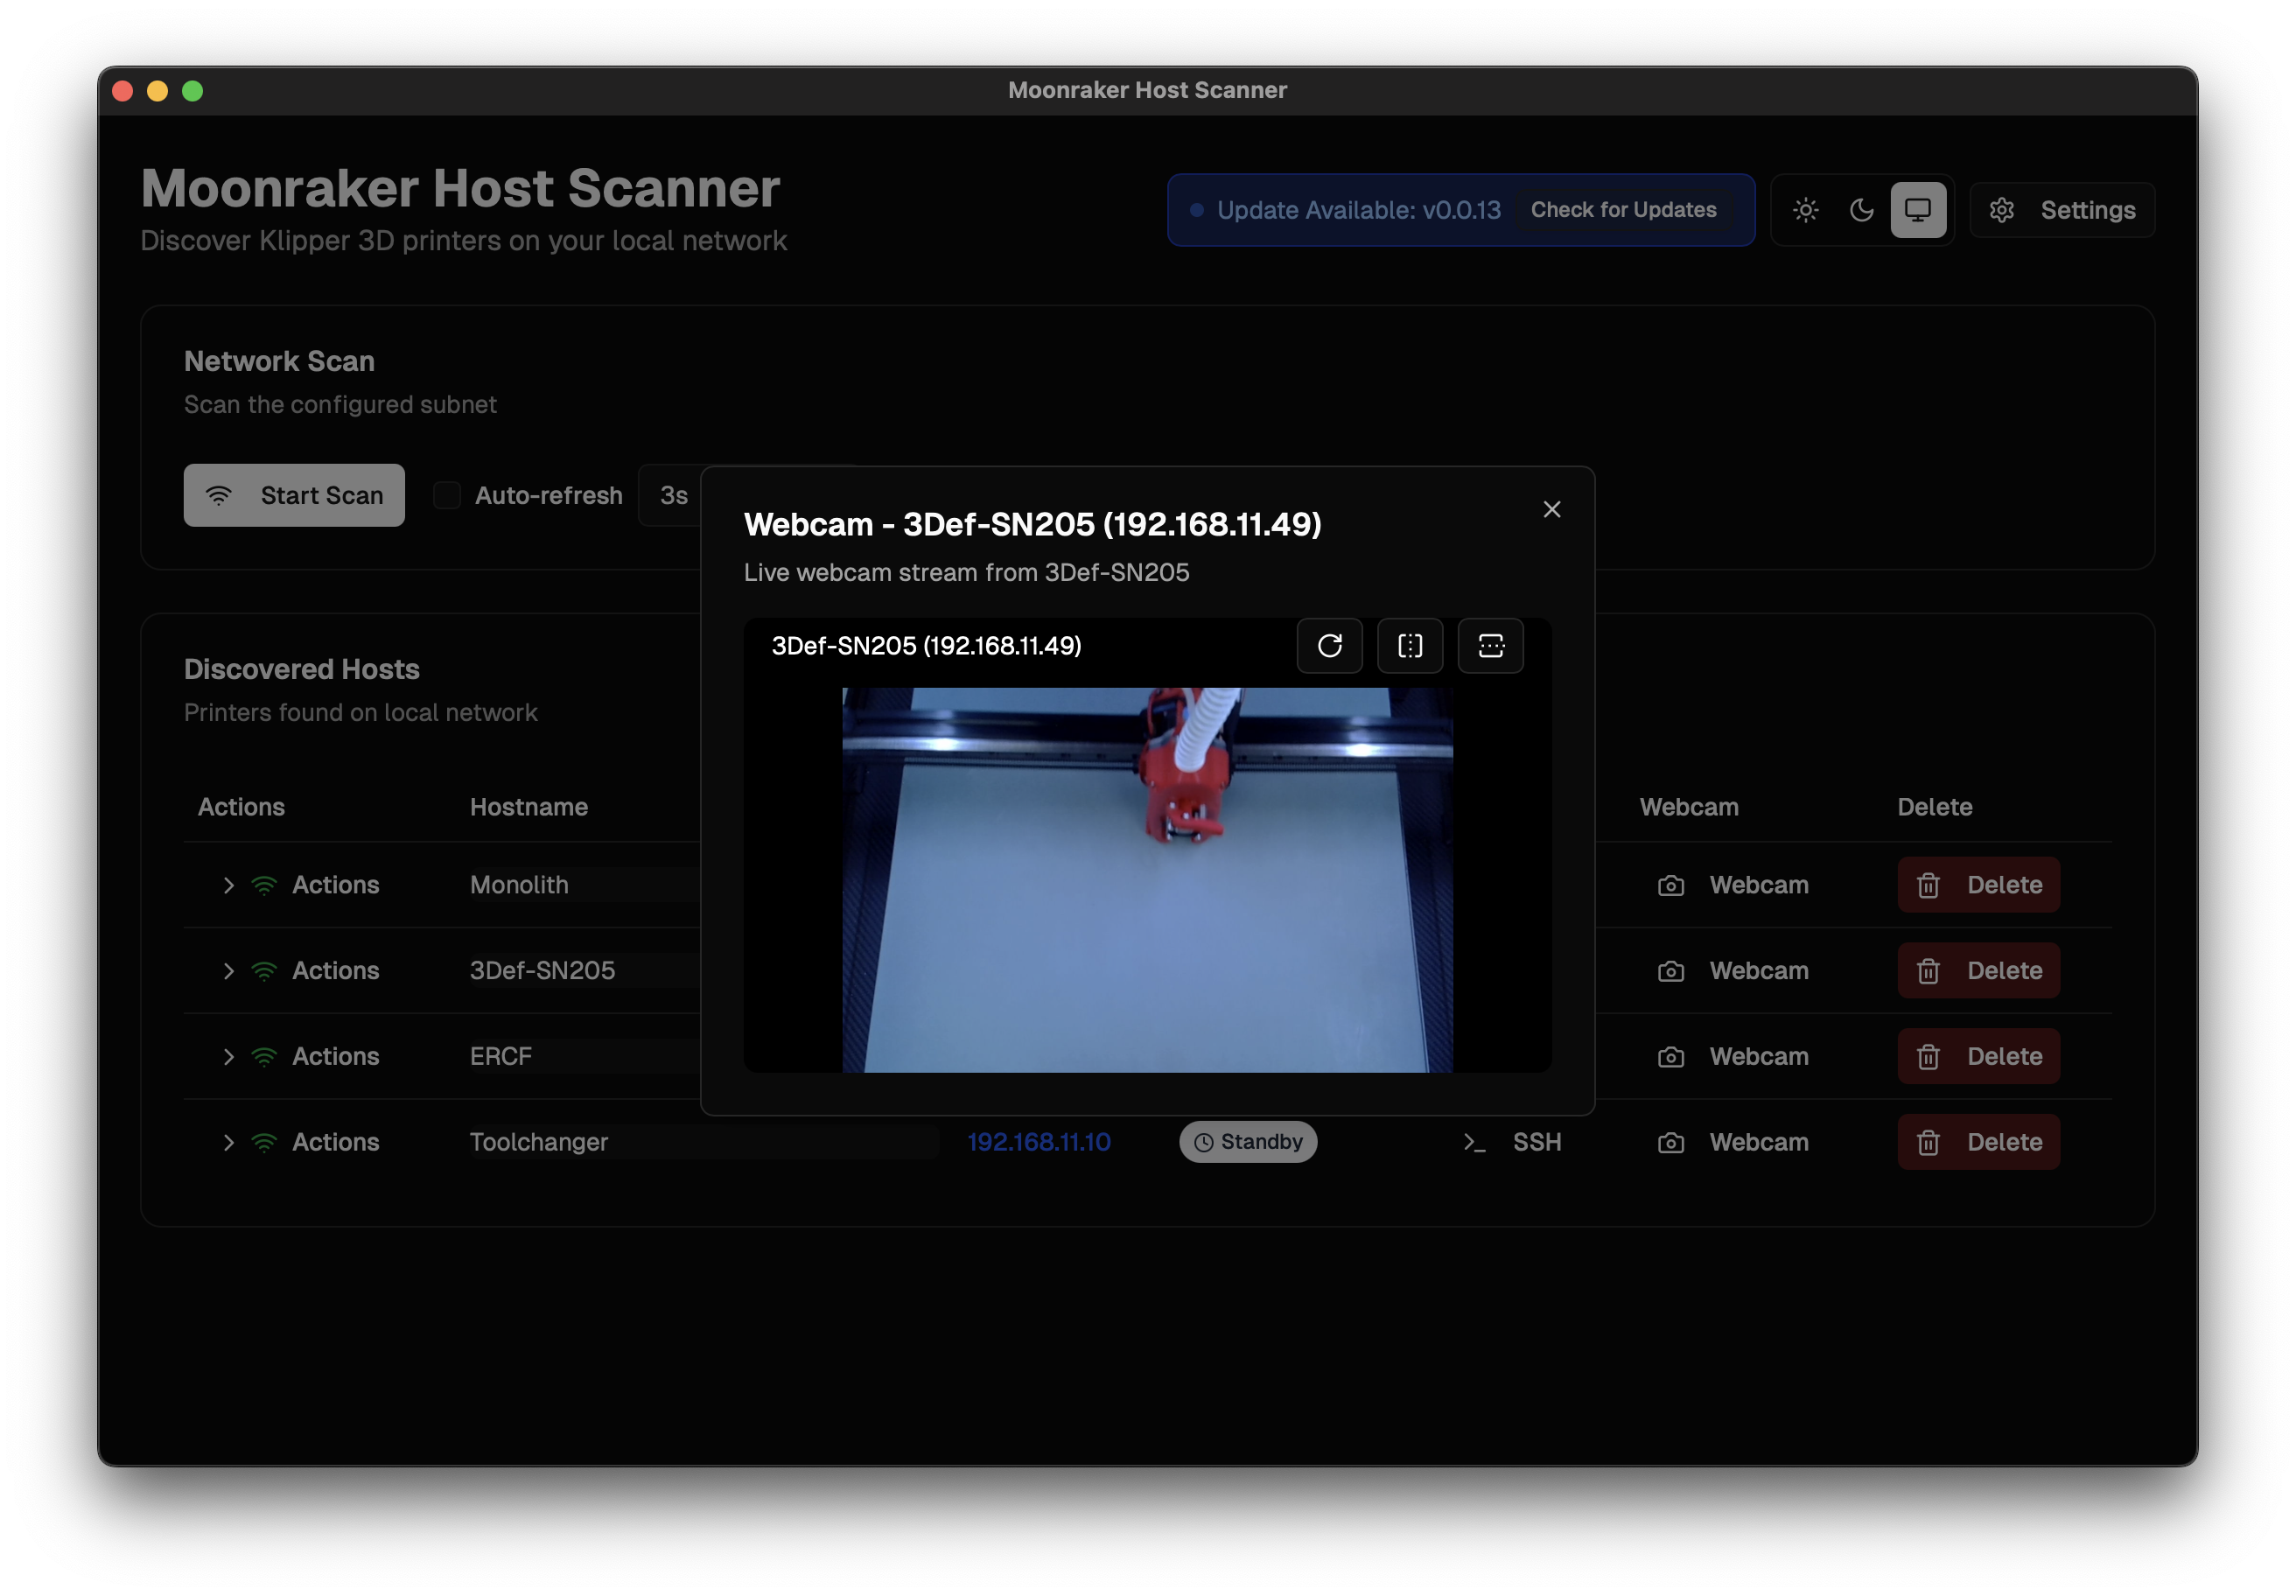 Moonraker Host Scanner
Moonraker Host Scanner
Discover Klipper 3D printers on your local network
Update Available: v0.0.13 Check for Updates
Settings
Network Scan
Scan the configured subnet
Start Scan Auto-refresh 3s
Webcam - 3Def-SN205 (192.168.11.49)
Live webcam stream from 3Def-SN205
3Def-SN205 (192.168.11.49)
Discovered Hosts
Printers found on local network
Actions Hostname Webcam Delete
Actions Monolith Webcam Delete
Actions 3Def-SN205 Webcam Delete
Actions ERCF Webcam Delete
Actions Toolchanger 192.168.11.10 Standby >_ SSH Webcam Delete